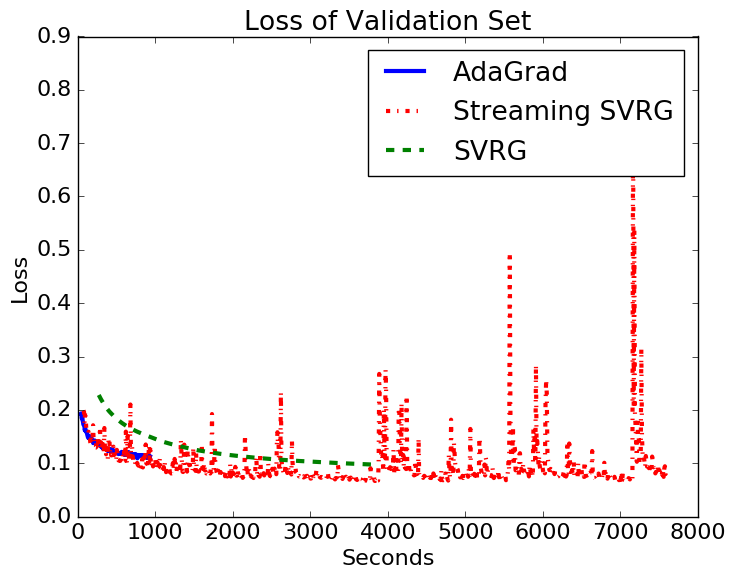 Loss of Validation Set
0.9
0.8
0.7
0.6
0.5
0.4
0.3
0.2
0.1
0.0
Loss
AdaGrad
Streaming SVRG
SVRG
0 1000 2000 3000 4000 5000 6000 7000 8000
Seconds